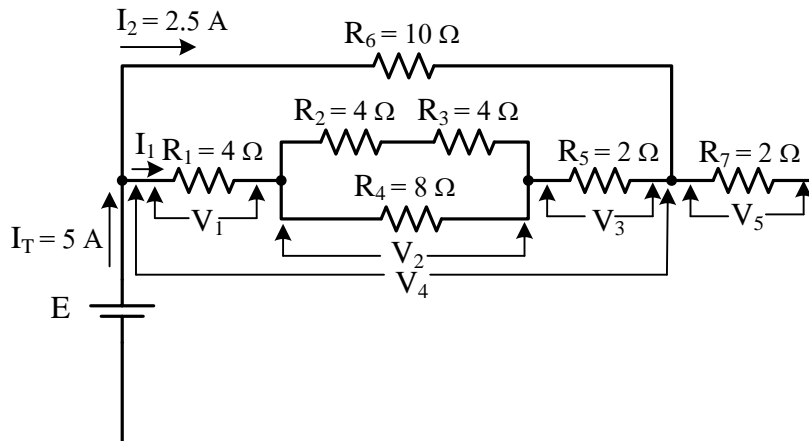 I₂ = 2.5 A
R₆ = 10 Ω
R₂ = 4 Ω
R₃ = 4 Ω
I₁
R₁ = 4 Ω
R₄ = 8 Ω
R₅ = 2 Ω
R₇ = 2 Ω
V₁
V₃
V₅
I_T = 5 A
V₂
V₄
E